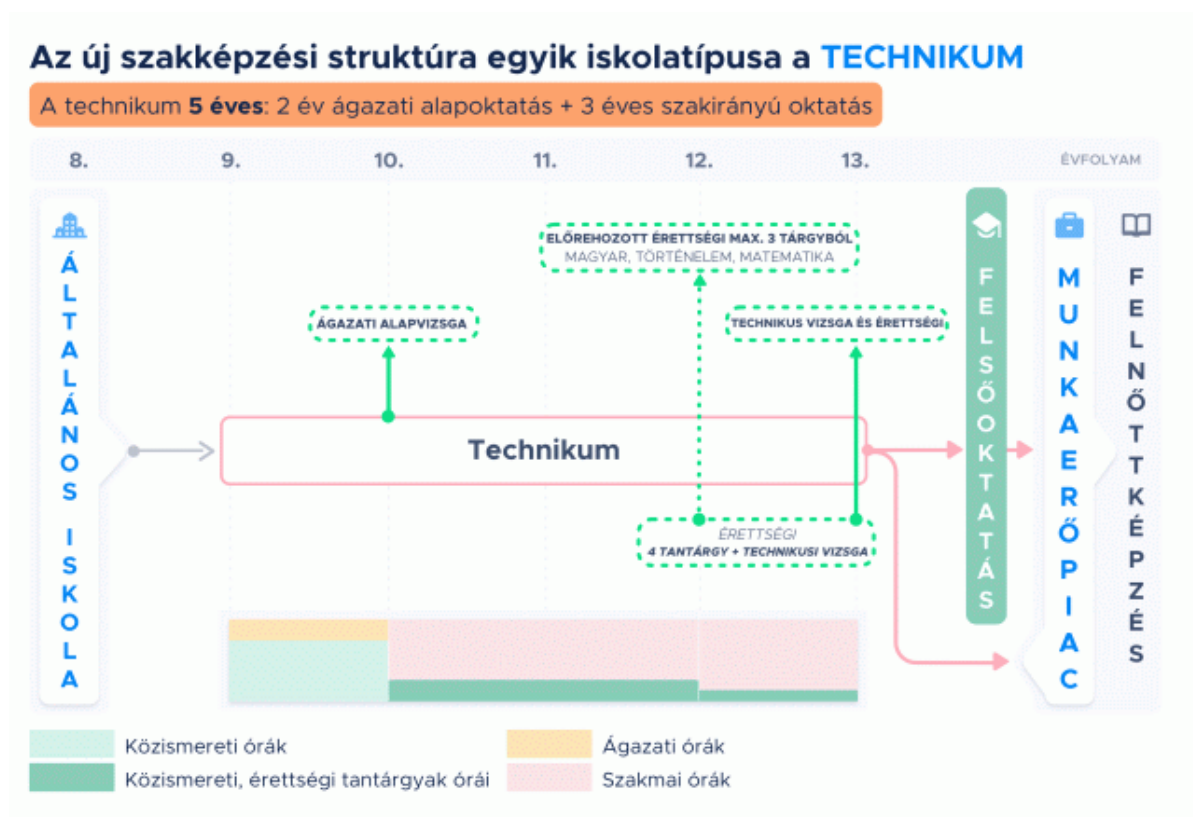 Az új szakképzési struktúra egyik iskolatípusa a TECHNIKUM
A technikum 5 éves: 2 év ágazati alapoktatás + 3 éves szakirányú oktatás
8. 9. 10. 11. 12. 13. ÉVFOLYAM
ÁLTALÁNOS ISKOLA
ELŐREHOZOTT ÉRETTSÉGI MAX. 3 TÁRGYBÓL
MAGYAR, TÖRTÉNELEM, MATEMATIKA
ÁGAZATI ALAPVIZSGA
TECHNIKUS VIZSGA ÉS ÉRETTSÉGI
Technikum
ÉRETTSÉGI
4 TANTÁRGY + TECHNIKUSI VIZSGA
FELSŐOKTATÁS
MUNKAERŐPIAC
FELNŐTTKÉPZÉS
Közismereti órák
Közismereti, érettségi tantárgyak órái
Ágazati órák
Szakmai órák